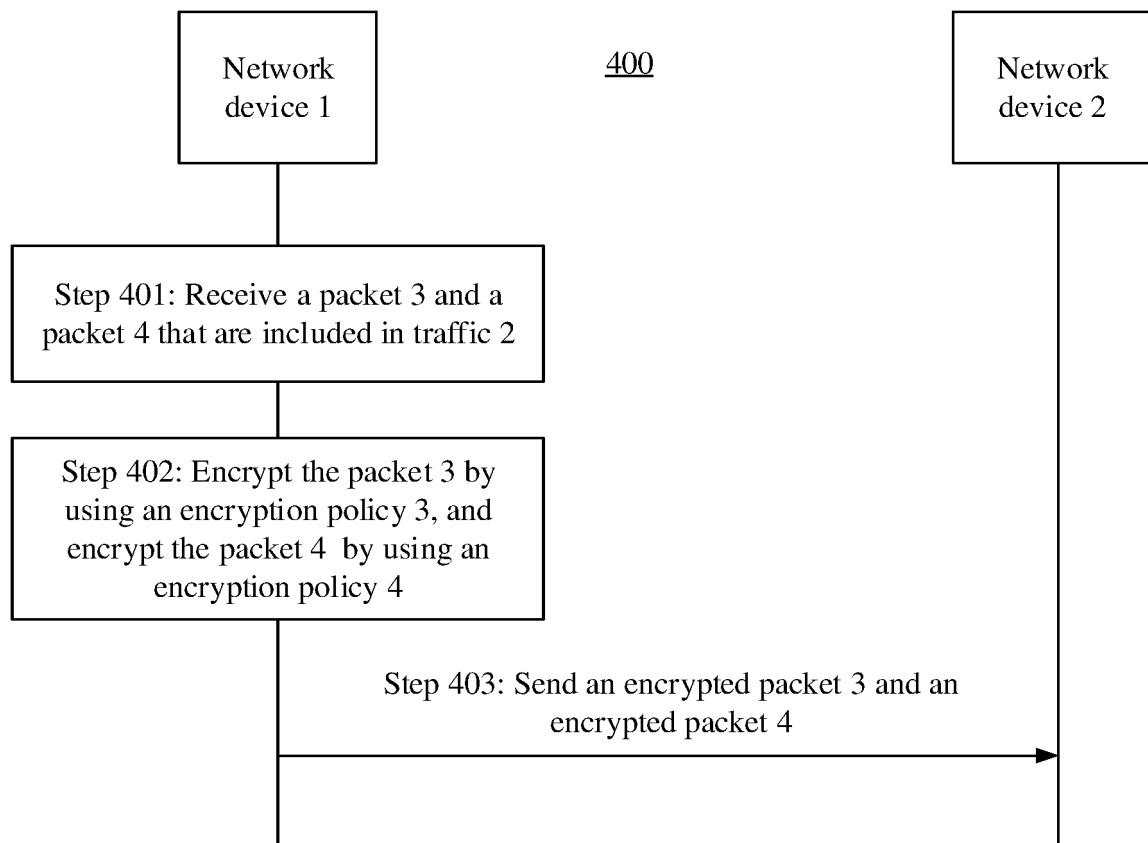 Network
device 1
400
Network
device 2
Step 401: Receive a packet 3 and a
packet 4 that are included in traffic 2
Step 402: Encrypt the packet 3 by
using an encryption policy 3, and
encrypt the packet 4 by using an
encryption policy 4
Step 403: Send an encrypted packet 3 and an
encrypted packet 4